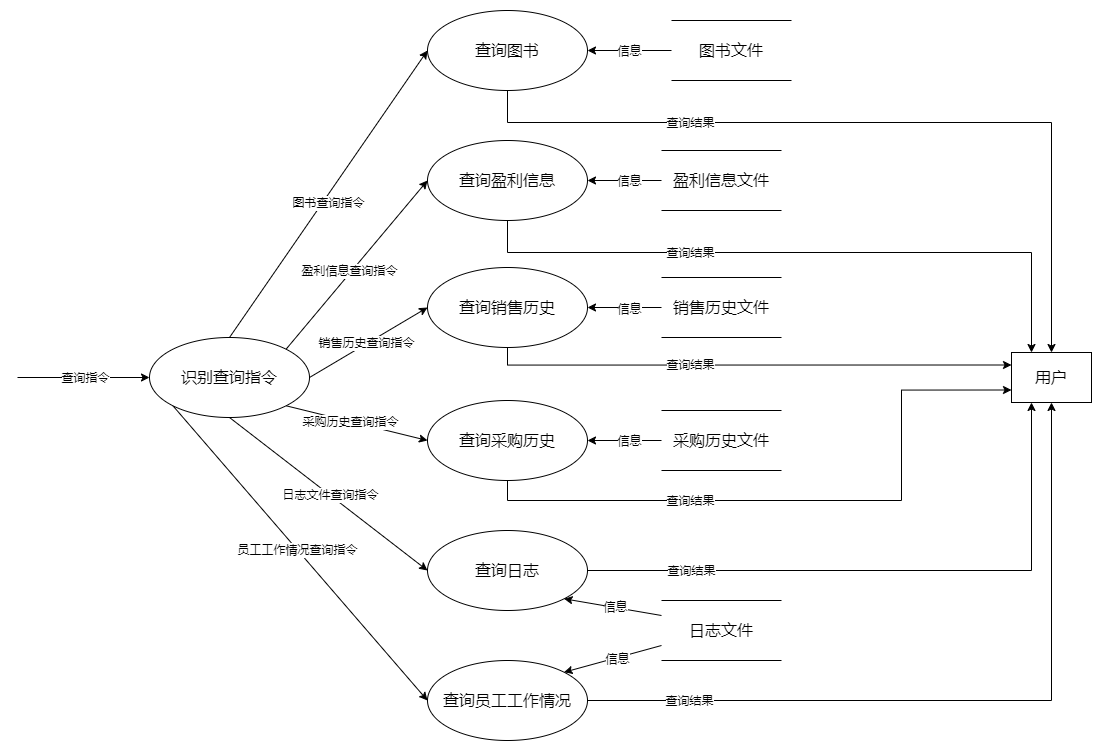 查询图书
信息
图书文件
查询结果
查询盈利信息
信息
盈利信息文件
图书查询指令
查询结果
盈利信息查询指令
查询销售历史
信息
销售历史文件
销售历史查询指令
查询结果
查询指令
识别查询指令
用户
采购历史查询指令
查询采购历史
信息
采购历史文件
日志文件查询指令
查询结果
员工工作情况查询指令
查询日志
查询结果
信息
日志文件
信息
查询员工工作情况
查询结果